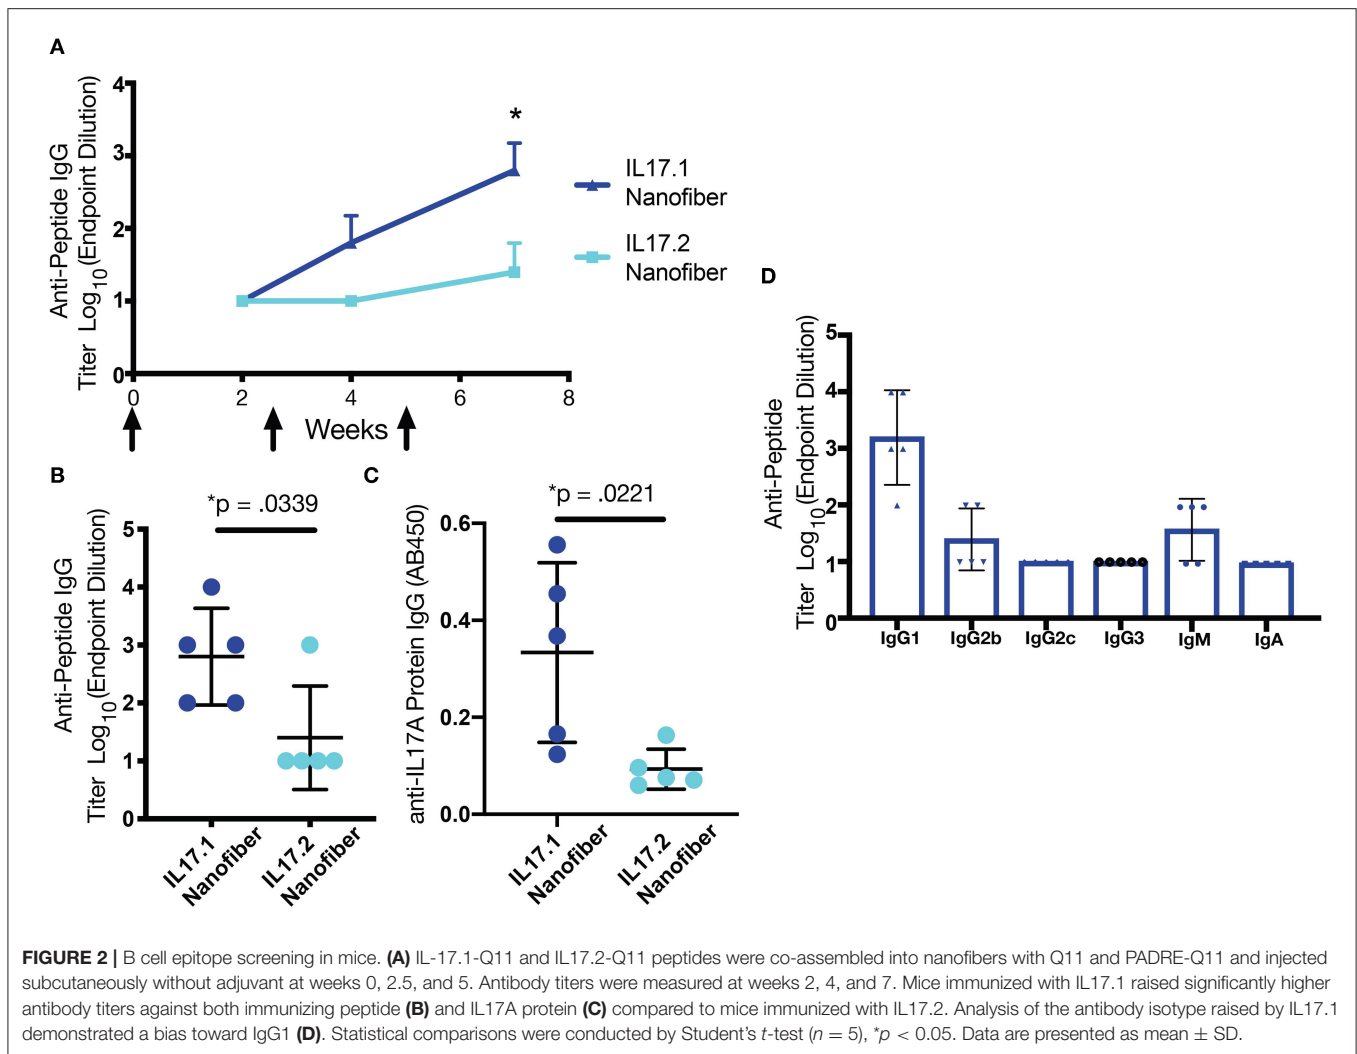 A
Anti-Peptide IgG
Titer Log10(Endpoint Dilution)
4
3
2
1
0
0
2
4
6
8
Weeks
*
IL17.1
Nanofiber
IL17.2
Nanofiber
B
*p = .0339
Anti-Peptide IgG
Titer Log10(Endpoint Dilution)
5
4
3
2
1
0
IL17.1
Nanofiber
IL17.2
Nanofiber
C
*p = .0221
anti-IL17A Protein IgG (AB450)
0.6
0.4
0.2
0.0
IL17.1
Nanofiber
IL17.2
Nanofiber
D
Anti-Peptide
Titer Log10(Endpoint Dilution)
5
4
3
2
1
0
IgG1
IgG2b
IgG2c
IgG3
IgM
IgA
FIGURE 2 | B cell epitope screening in mice. (A) IL-17.1-Q11 and IL17.2-Q11 peptides were co-assembled into nanofibers with Q11 and PADRE-Q11 and injected
subcutaneously without adjuvant at weeks 0, 2.5, and 5. Antibody titers were measured at weeks 2, 4, and 7. Mice immunized with IL17.1 raised significantly higher
antibody titers against both immunizing peptide (B) and IL17A protein (C) compared to mice immunized with IL17.2. Analysis of the antibody isotype raised by IL17.1
demonstrated a bias toward IgG1 (D). Statistical comparisons were conducted by Student's t-test (n = 5), *p < 0.05. Data are presented as mean ± SD.